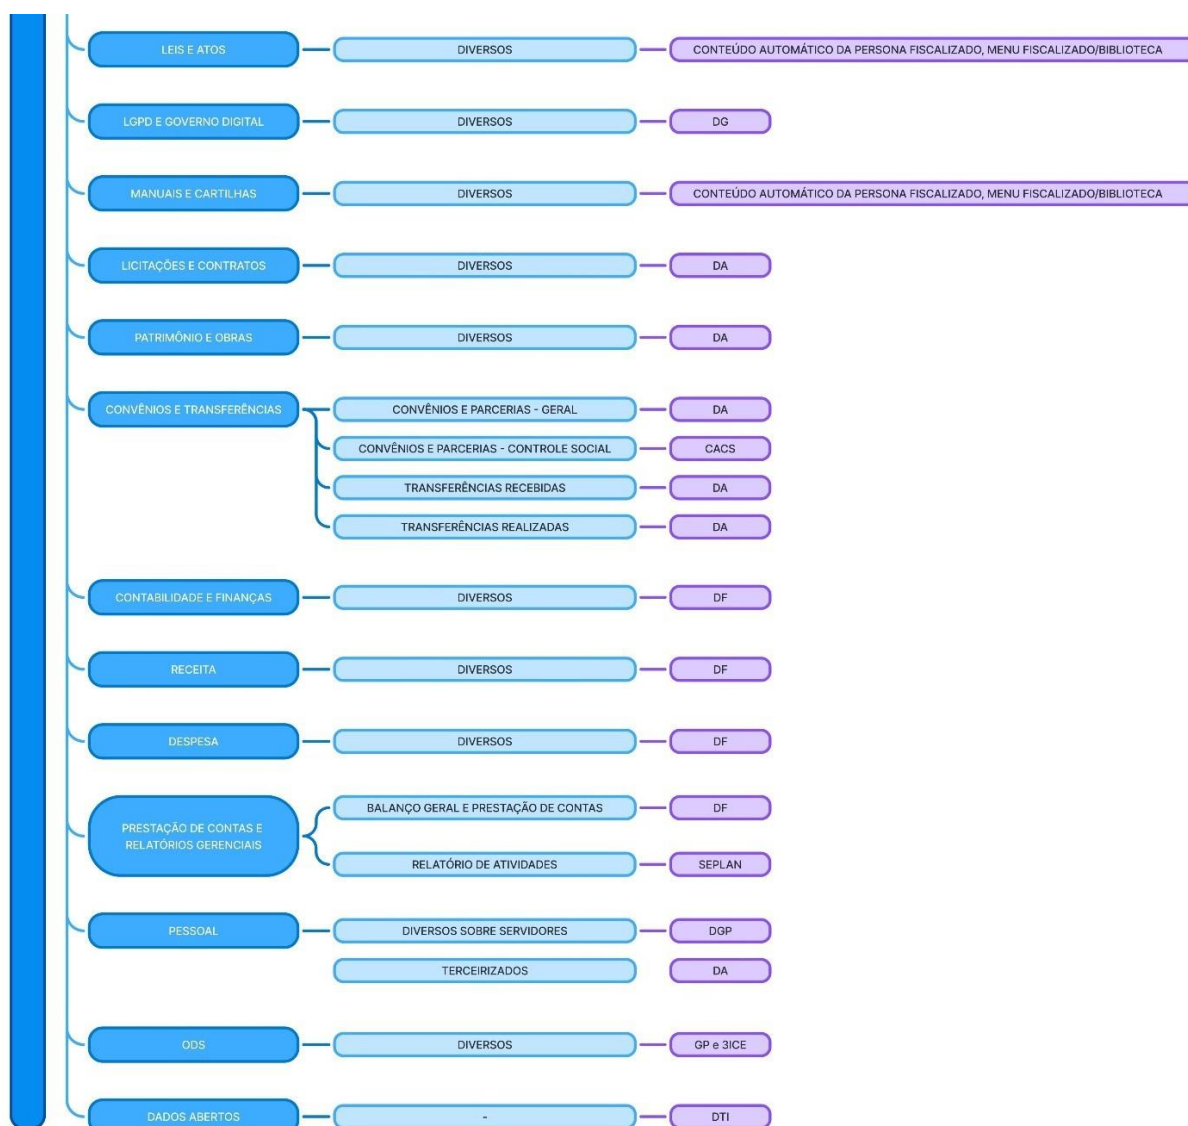 LEIS E ATOS
DIVERSOS
CONTEÚDO AUTOMÁTICO DA PERSONA FISCALIZADO, MENU FISCALIZADO/BIBLIOTECA
LGPD E GOVERNO DIGITAL
DIVERSOS
DG
MANUAIS E CARTILHAS
DIVERSOS
CONTEÚDO AUTOMÁTICO DA PERSONA FISCALIZADO, MENU FISCALIZADO/BIBLIOTECA
LICITAÇÕES E CONTRATOS
DIVERSOS
DA
PATRIMÔNIO E OBRAS
DIVERSOS
DA
CONVÊNIOS E TRANSFERÊNCIAS
CONVÊNIOS E PARCERIAS - GERAL
DA
CONVÊNIOS E PARCERIAS - CONTROLE SOCIAL
CACS
TRANSFERÊNCIAS RECEBIDAS
DA
TRANSFERÊNCIAS REALIZADAS
DA
CONTABILIDADE E FINANÇAS
DIVERSOS
DF
RECEITA
DIVERSOS
DF
DESPESA
DIVERSOS
DF
PRESTAÇÃO DE CONTAS E
RELATÓRIOS GERENCIAIS
BALANÇO GERAL E PRESTAÇÃO DE CONTAS
DF
RELATÓRIO DE ATIVIDADES
SEPLAN
PESSOAL
DIVERSOS SOBRE SERVIDORES
DGP
TERCEIRIZADOS
DA
ODS
DIVERSOS
GP e 3ICE
DADOS ABERTOS
-
DTI